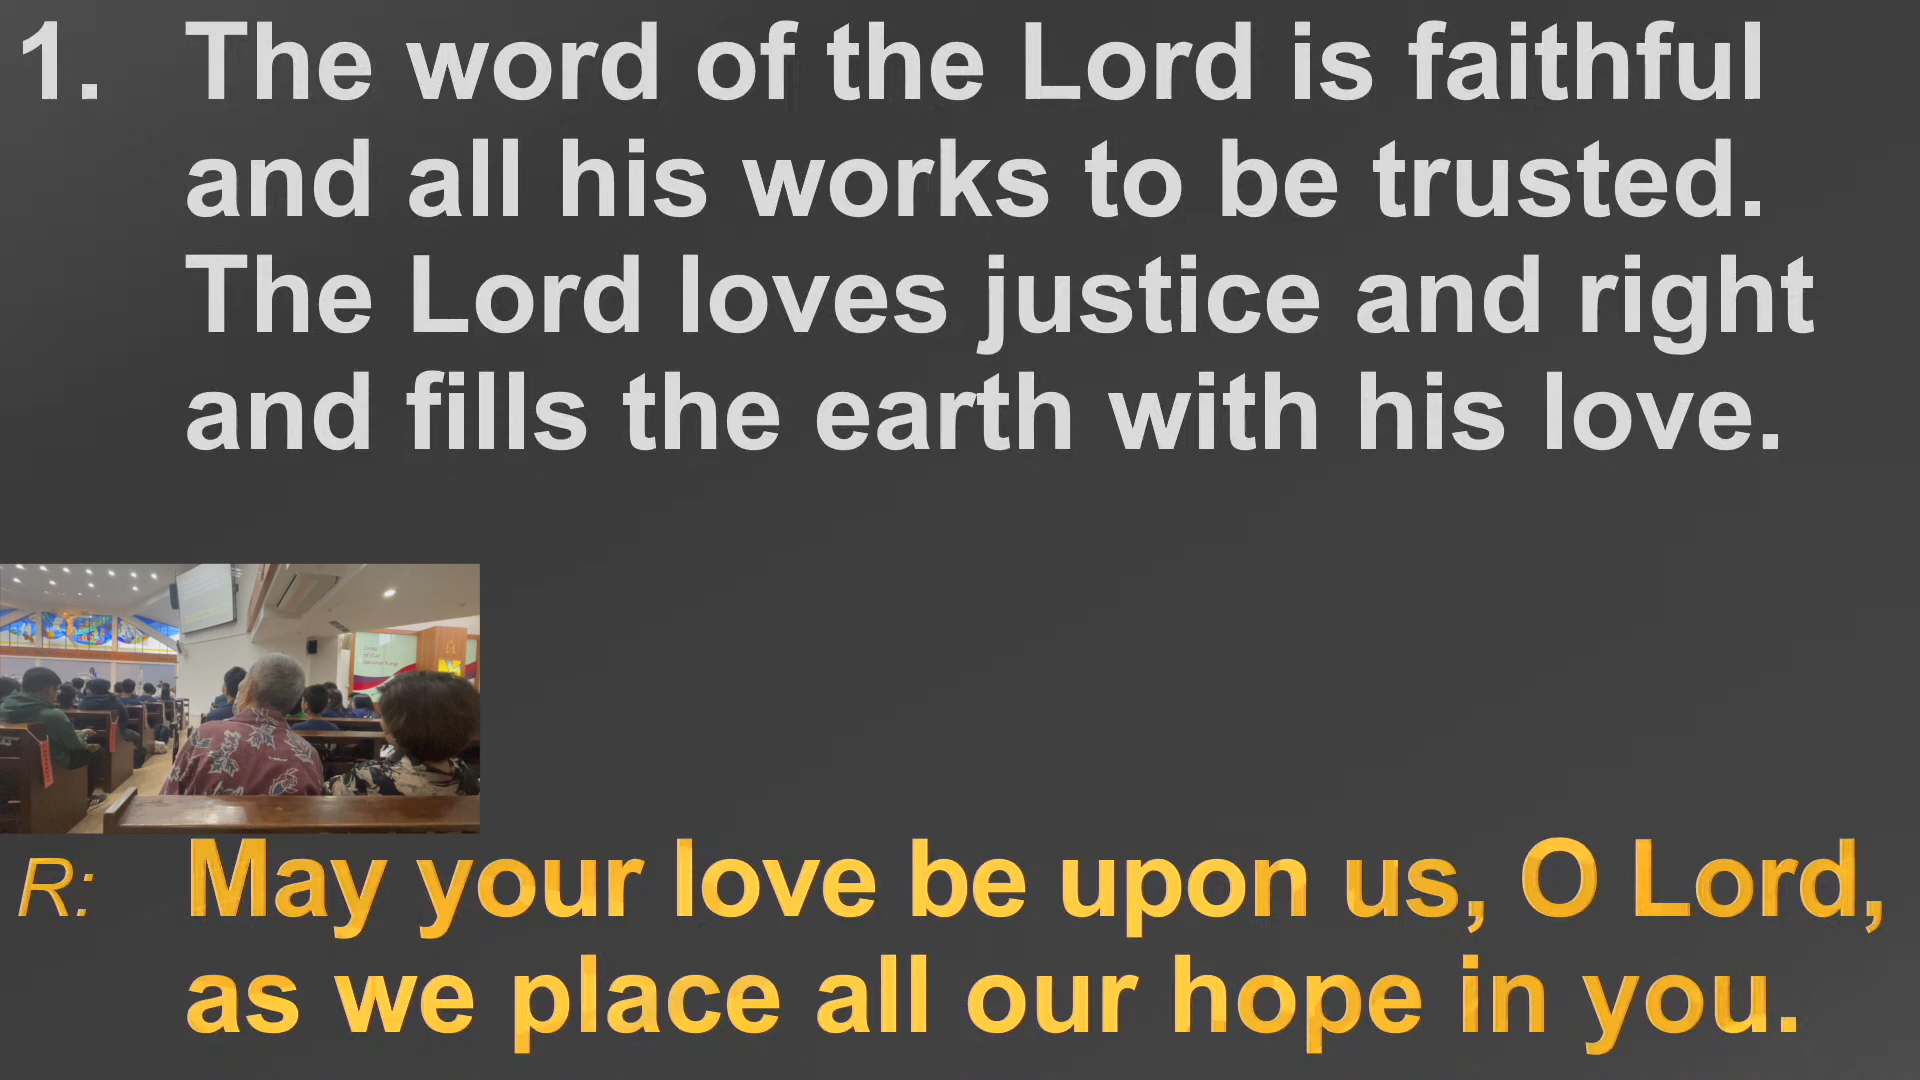 1. The word of the Lord is faithful
and all his works to be trusted.
The Lord loves justice and right
and fills the earth with his love.
R: May your love be upon us, O Lord,
as we place all our hope in you.